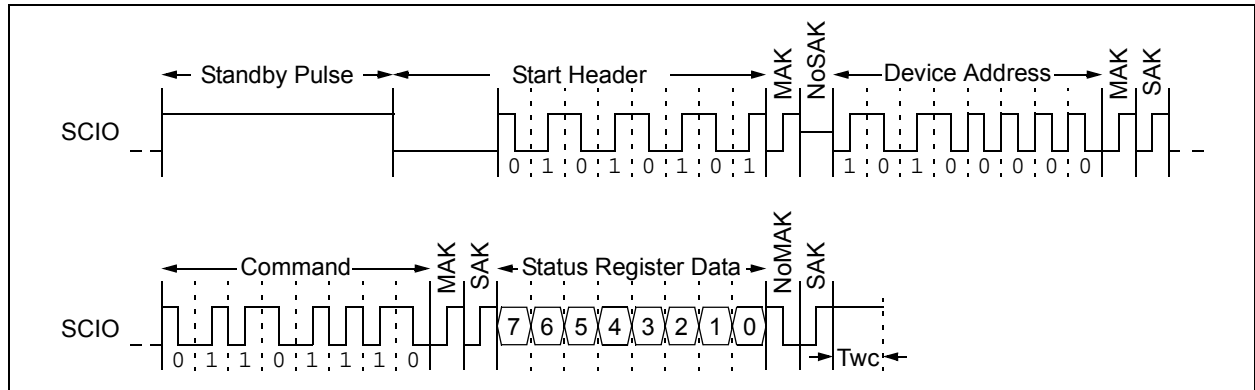 Standby Pulse
Start Header
MAK
NoSAK
Device Address
MAK
SAK
SCIO
0 1 0 1 0 1 0 1
1 0 1 0 0 0 0 0
Command
MAK
SAK
Status Register Data
NoMAK
SAK
SCIO
7 6 5 4 3 2 1 0
0 1 1 0 1 1 1 0
Twc